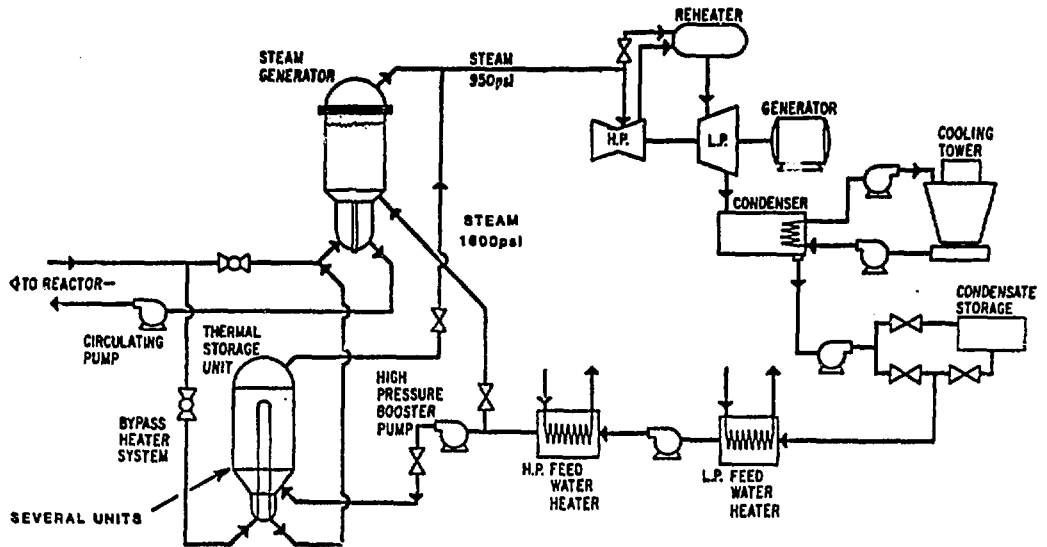 REHEATER
STEAM
GENERATOR
STEAM
950psi
GENERATOR
H.P.
L.P.
COOLING
TOWER
CONDENSER
STEAM
1600psi
TO REACTOR
CIRCULATING
PUMP
THERMAL
STORAGE
UNIT
CONDENSATE
STORAGE
HIGH
PRESSURE
BOOSTER
PUMP
BYPASS
HEATER
SYSTEM
H.P. FEED
WATER
HEATER
L.P. FEED
WATER
HEATER
SEVERAL UNITS